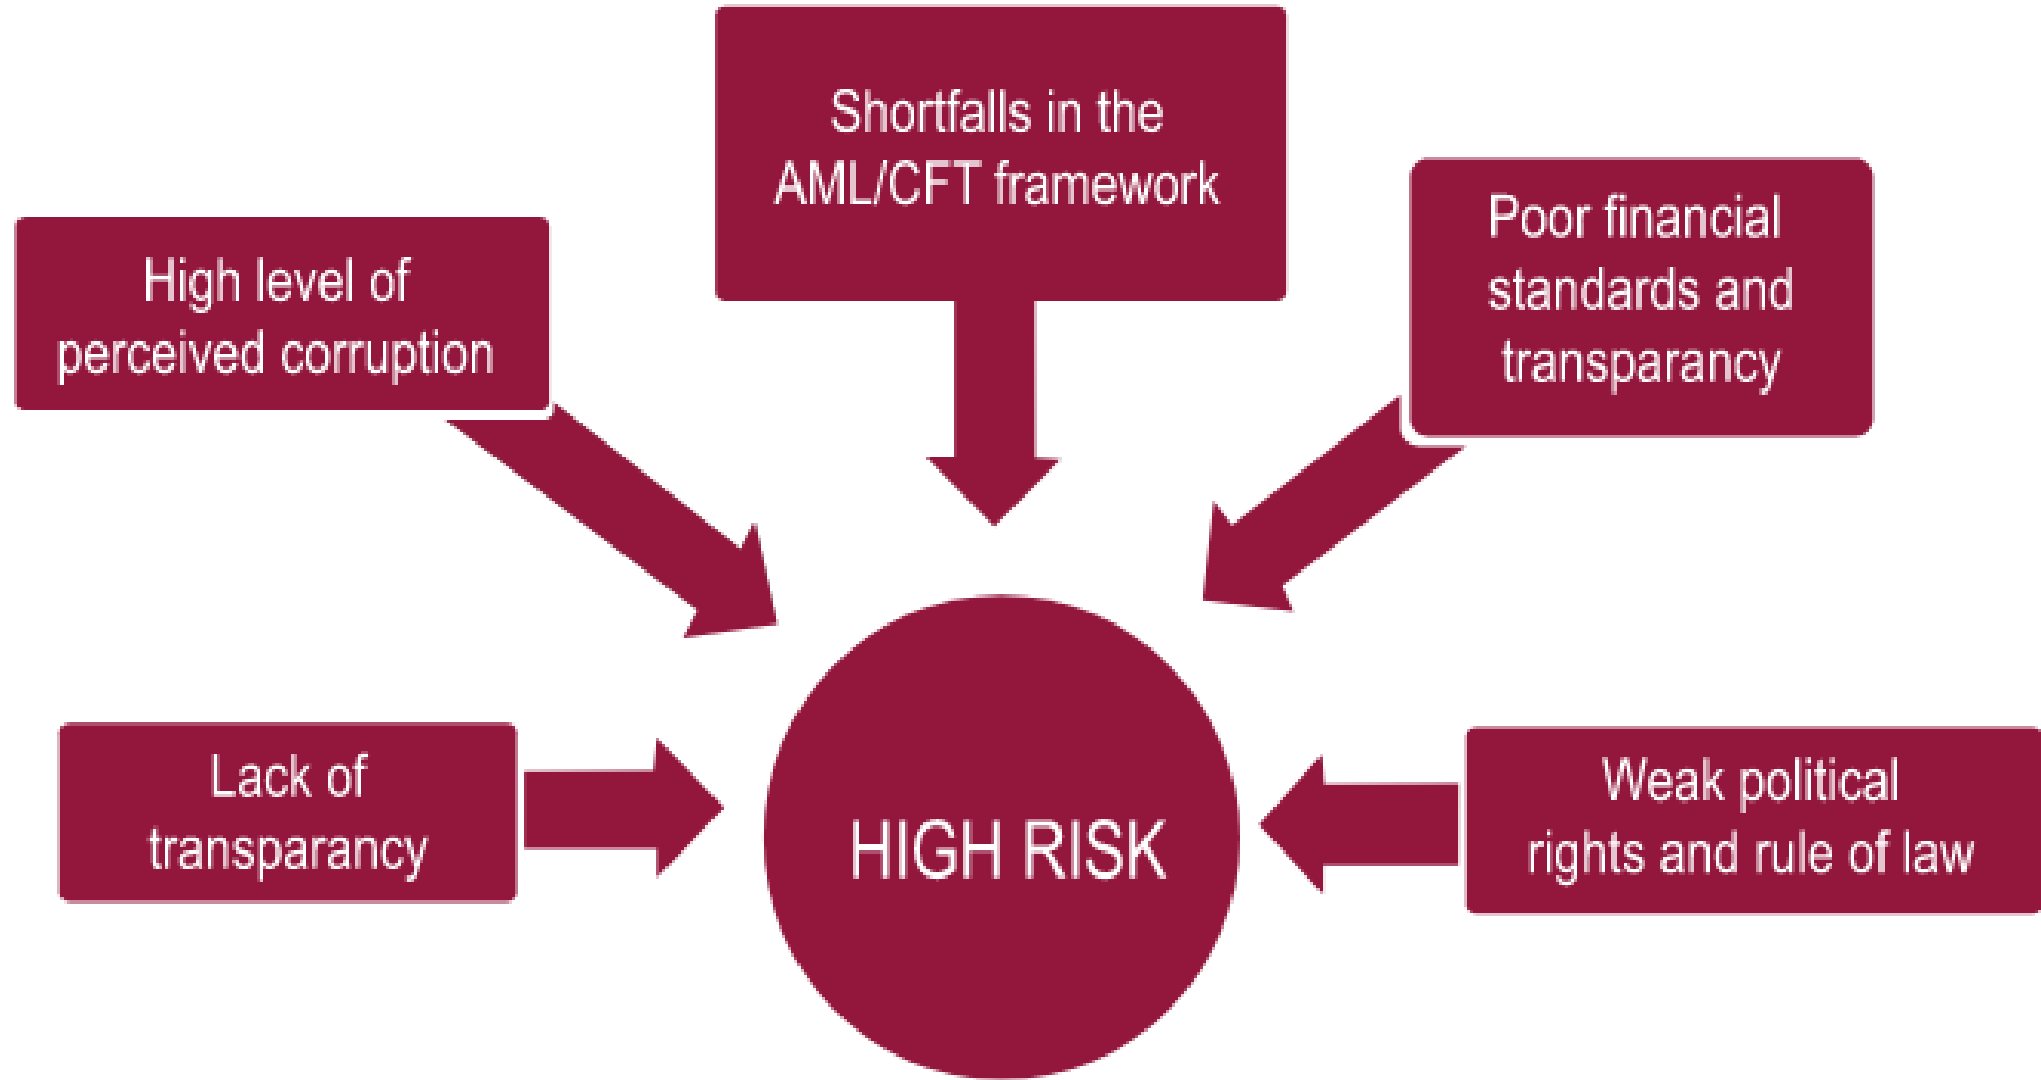 Shortfalls in the
AML/CFT framework
High level of
perceived corruption
Poor financial
standards and
transparancy
Lack of
transparancy
HIGH RISK
Weak political
rights and rule of law